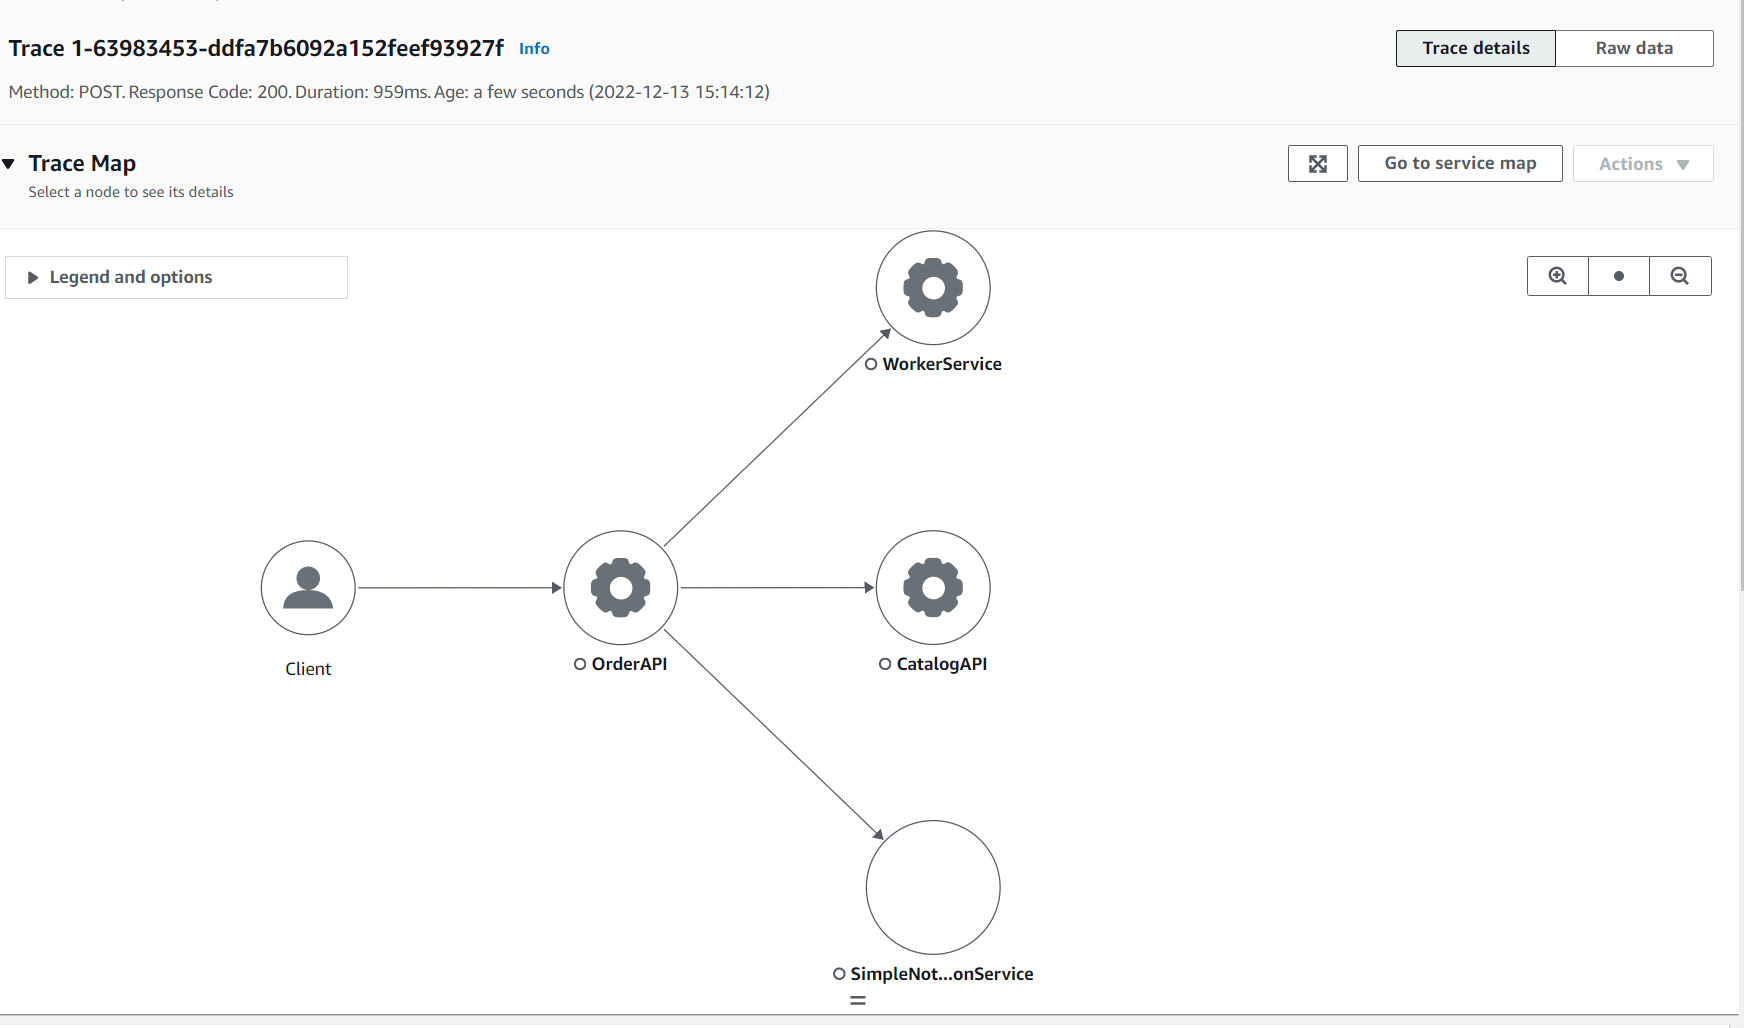 Trace 1-63983453-ddfa7b6092a152feef93927f Info
Trace details
Raw data
Method: POST. Response Code: 200. Duration: 959ms. Age: a few seconds (2022-12-13 15:14:12)
Trace Map
Select a node to see its details
Go to service map
Actions
Legend and options
WorkerService
Client
OrderAPI
CatalogAPI
SimpleNot...onService